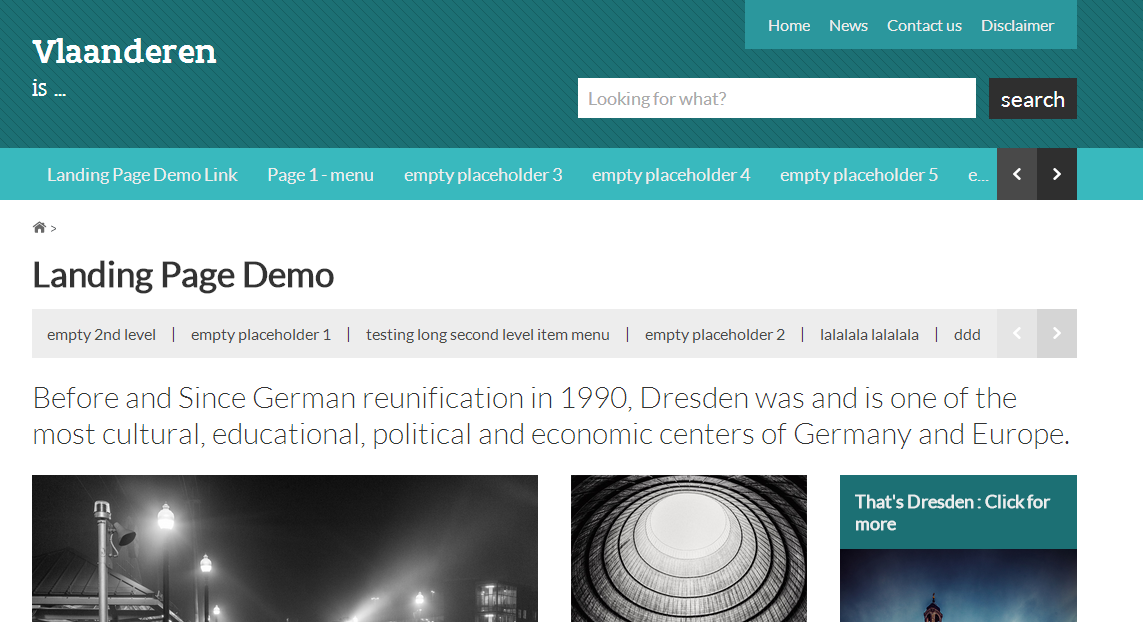 Home News Contact us Disclaimer
Vlaanderen
is ...
Looking for what?
search
Landing Page Demo Link Page 1 - menu empty placeholder 3 empty placeholder 4 empty placeholder 5 e...
>
Landing Page Demo
empty 2nd level | empty placeholder 1 | testing long second level item menu | empty placeholder 2 | lalalala lalalala | ddd
Before and Since German reunification in 1990, Dresden was and is one of the
most cultural, educational, political and economic centers of Germany and Europe.
That's Dresden : Click for
more